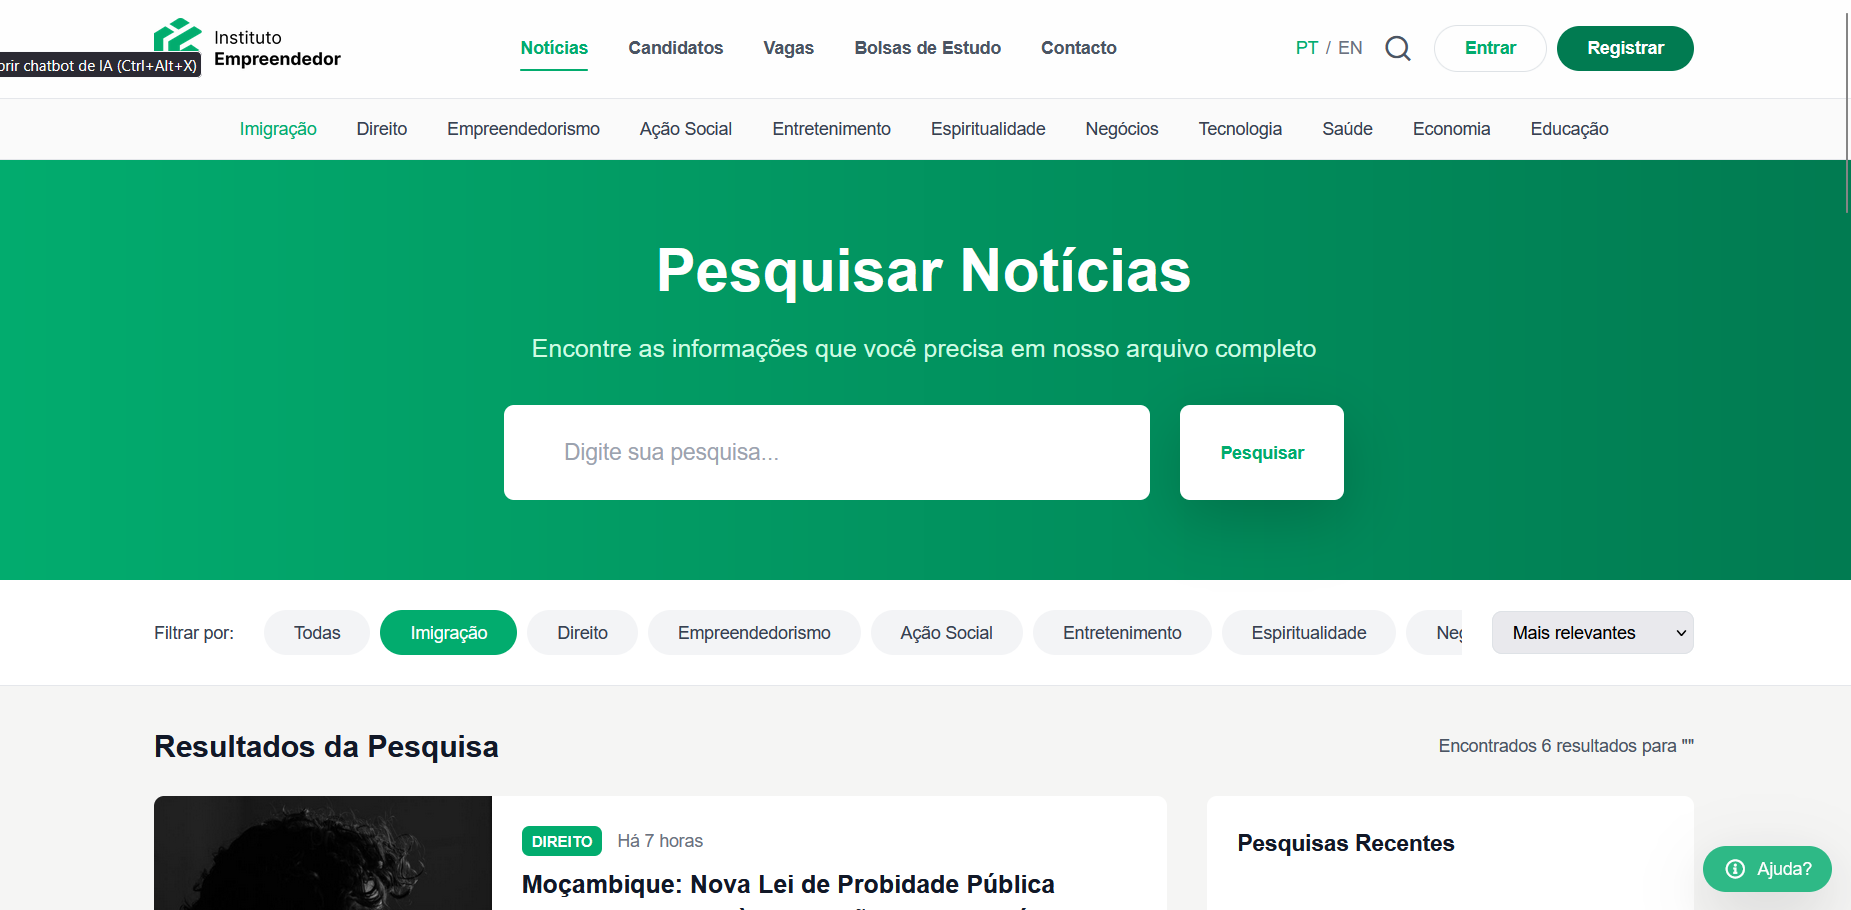 Instituto
Empreendedor
Notícias Candidatos Vagas Bolsas de Estudo Contacto PT / EN Entrar Registrar
chatbot de IA (Ctrl+Alt+X)
Imigração Direito Empreendedorismo Ação Social Entretenimento Espiritualidade Negócios Tecnologia Saúde Economia Educação
Pesquisar Notícias
Encontre as informações que você precisa em nosso arquivo completo
Digite sua pesquisa... Pesquisar
Filtrar por: Todas Imigração Direito Empreendedorismo Ação Social Entretenimento Espiritualidade Mais relevantes
Resultados da Pesquisa
Encontrados 6 resultados para ""
DIREITO Há 7 horas
Moçambique: Nova Lei de Probidade Pública
Pesquisas Recentes
Ajuda?